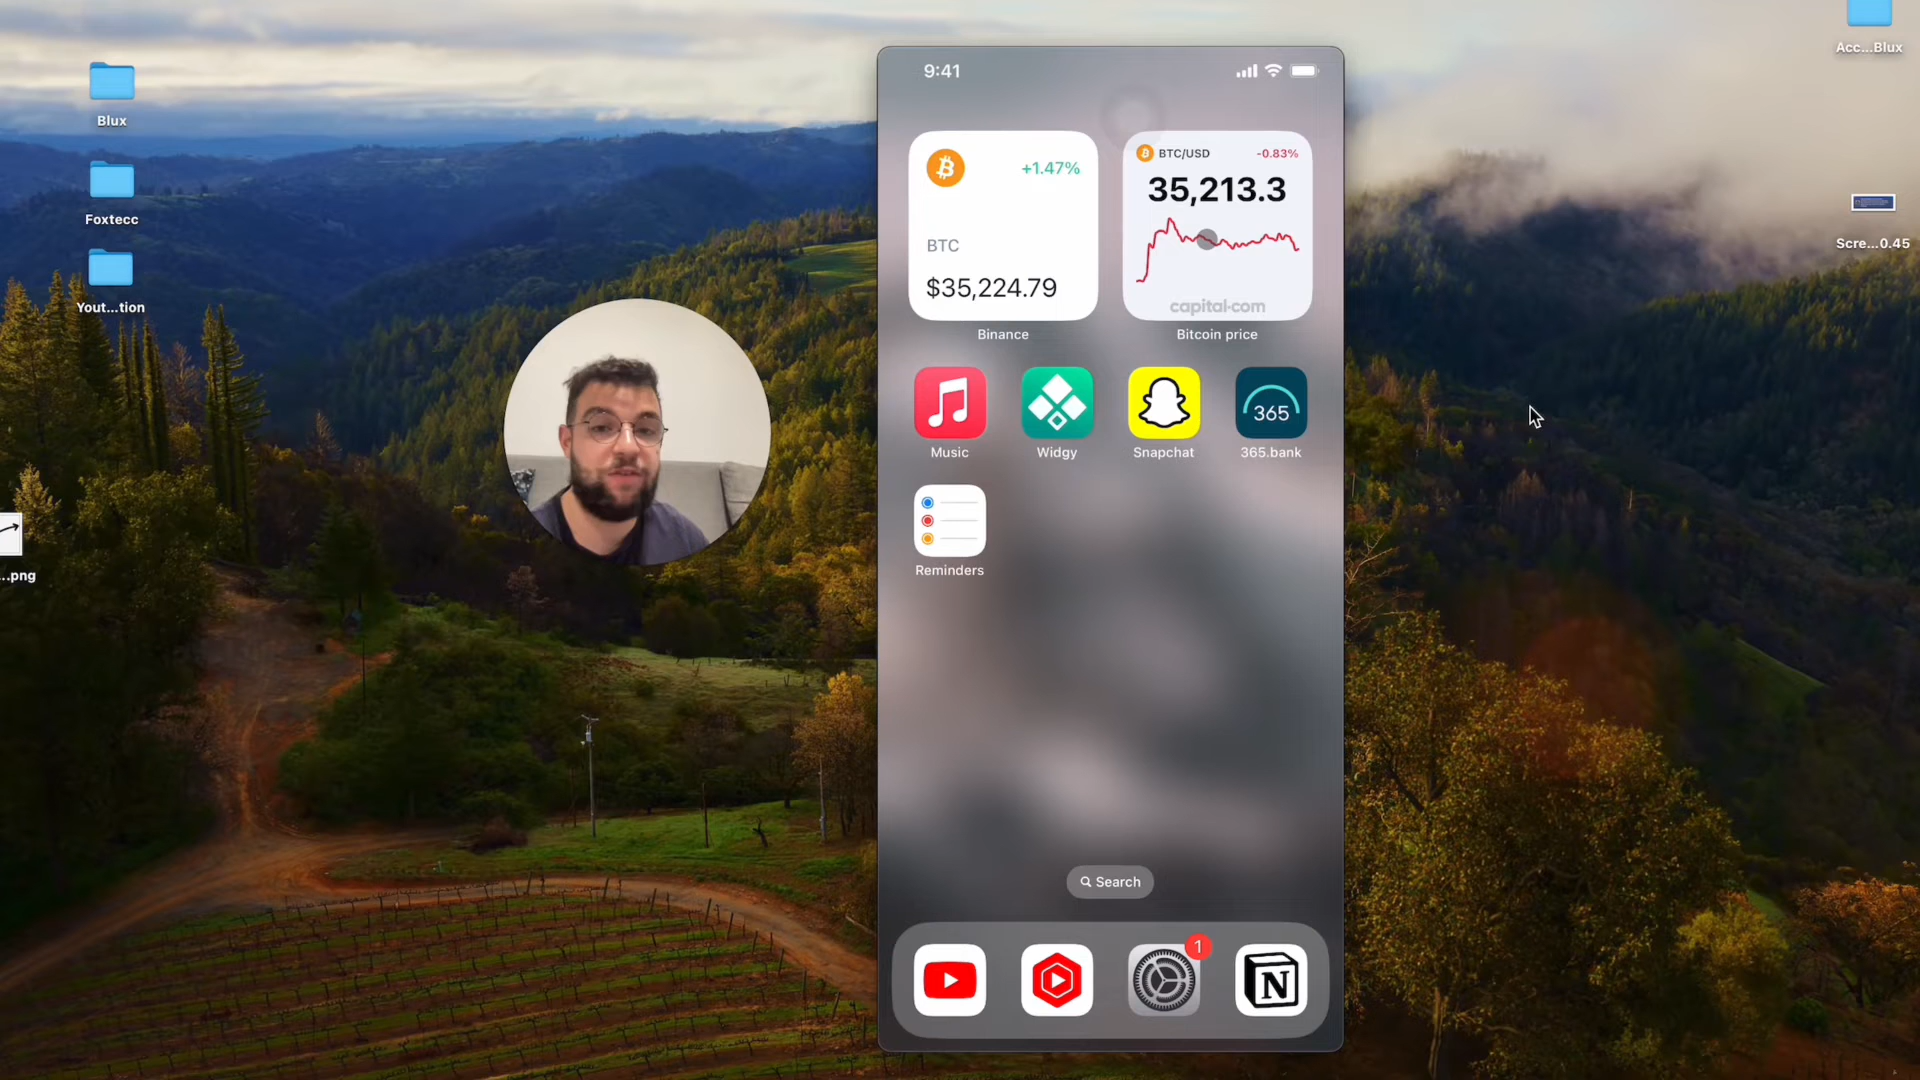 Blux
Foxtecc
Yout...tion
...png
Acc...Blux
Scre...0.45
9:41
+1.47%
BTC
$35,224.79
Binance
BTC/USD
-0.83%
35,213.3
capital·com
Bitcoin price
Music
Widgy
Snapchat
365
365.bank
Reminders
Search
1
N